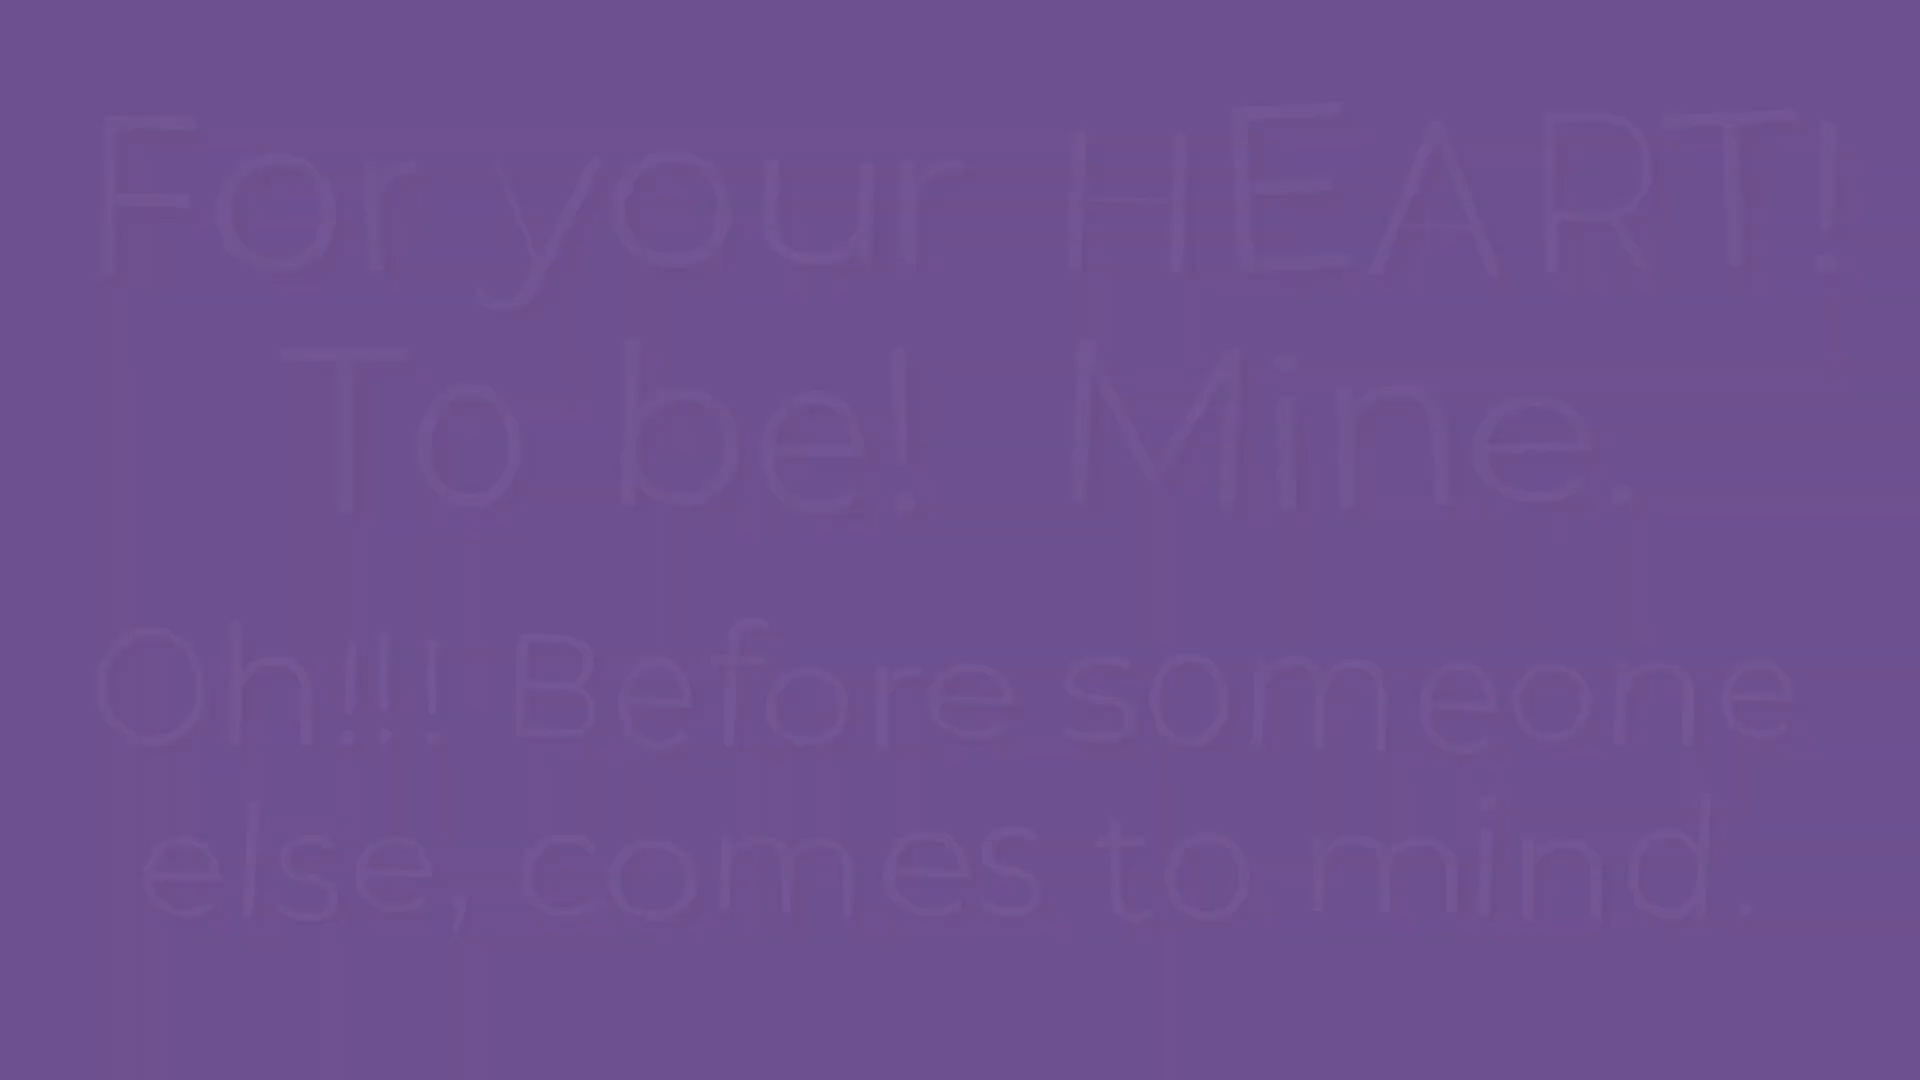 For your HEART!
To be! Mine.
Oh!!! Before someone
else, comes to mind.